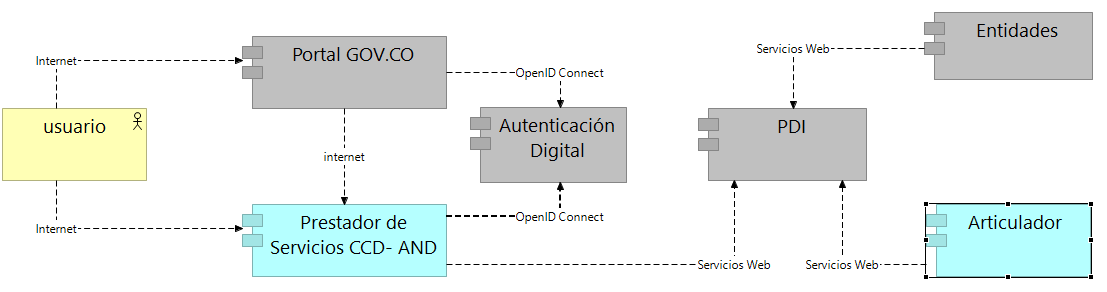 Entidades
Portal GOV.CO
Servicios Web
Internet
OpenID Connect
usuario
Autenticación
Digital
PDI
internet
Prestador de
Servicios CCD- AND
OpenID Connect
Articulador
Internet
Servicios Web
Servicios Web